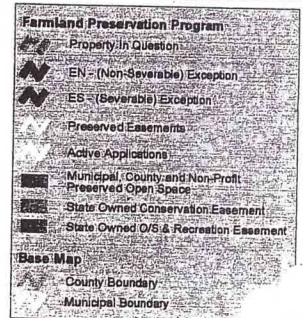 Farmland Preservation Program
Property In Question
EN - (Non-Severable) Exception
ES - (Severable) Exception
Preserved Easements
Active Applications
Municipal, County and Non-Profit
Preserved Open Space
State Owned Conservation Easement
State Owned O/S & Recreation Easement
Base Map
County Boundary
Municipal Boundary